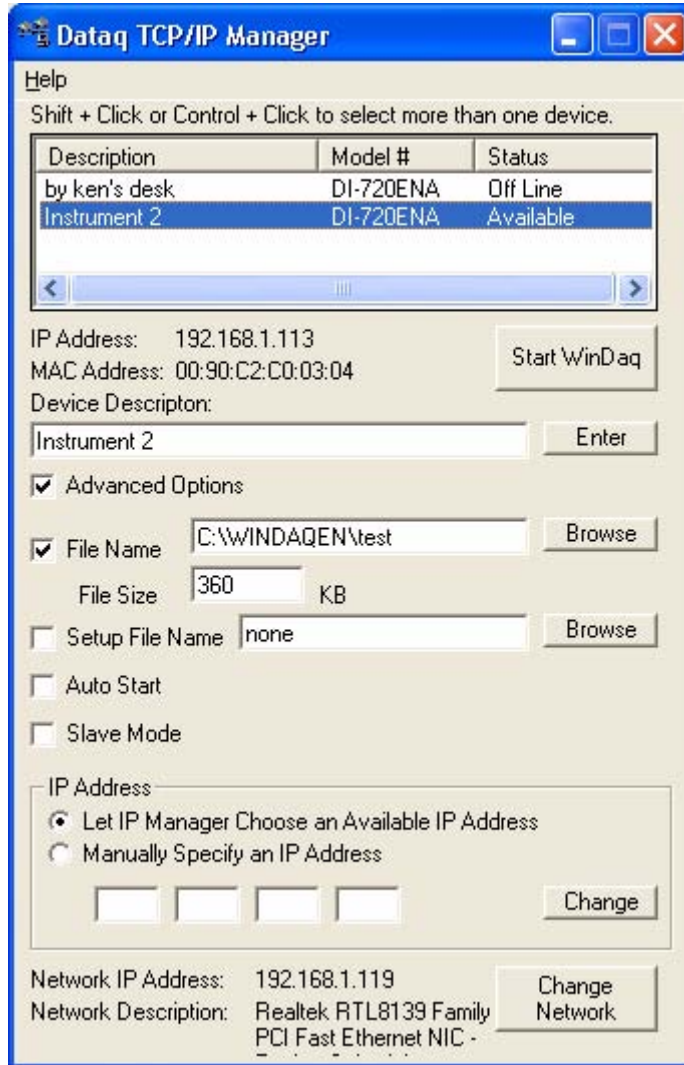 Dataq TCP/IP Manager
Help
Shift + Click or Control + Click to select more than one device.
Description Model # Status
by ken's desk DI-720ENA Off Line
Instrument 2 DI-720ENA Available
IP Address: 192.168.1.113
MAC Address: 00:90:C2:C0:03:04
Start WinDaq
Device Descripton:
Instrument 2 Enter
Advanced Options
File Name C:\WINDAQEN\test Browse
File Size 360 KB
Setup File Name none Browse
Auto Start
Slave Mode
IP Address
Let IP Manager Choose an Available IP Address
Manually Specify an IP Address
Change
Network IP Address: 192.168.1.119
Network Description: Realtek RTL8139 Family
PCI Fast Ethernet NIC -
Change
Network